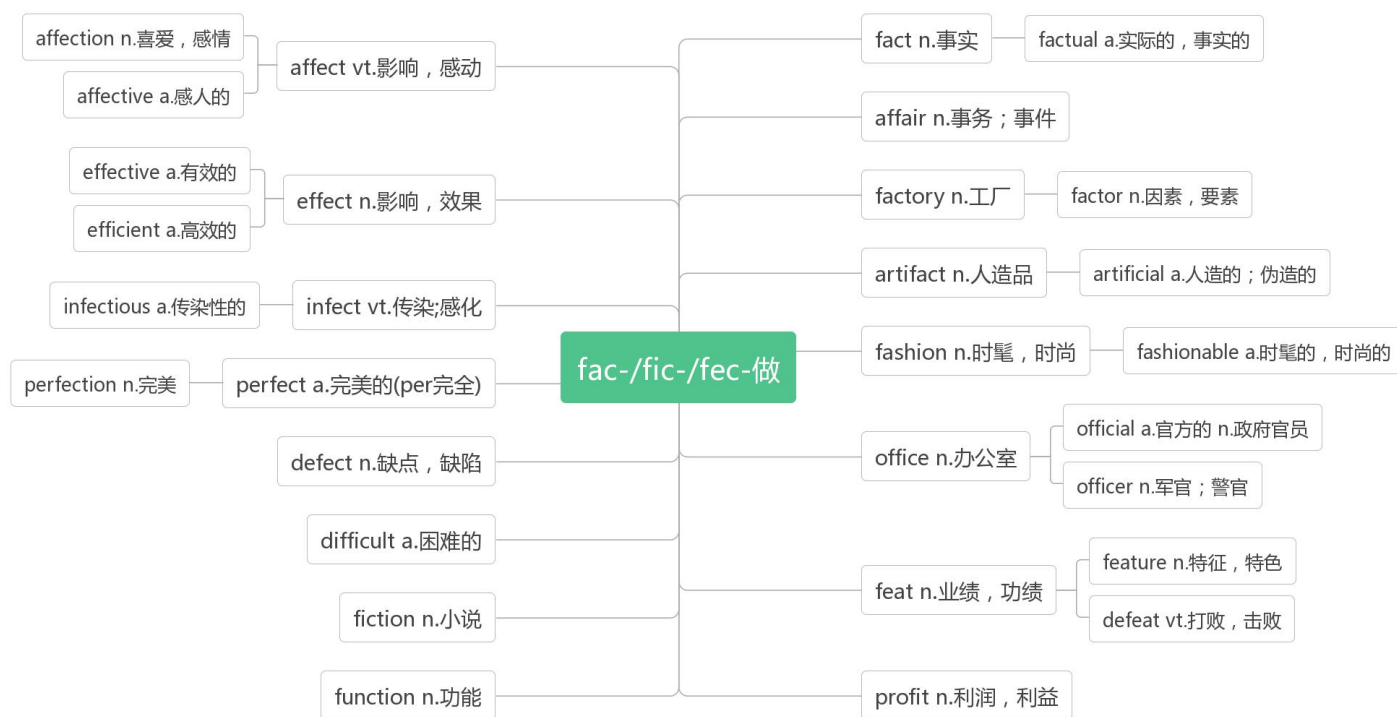 affection n.喜爱，感情
affective a.感人的
affect vt.影响，感动
effective a.有效的
efficient a.高效的
effect n.影响，效果
infectious a.传染性的
infect vt.传染;感化
perfection n.完美
perfect a.完美的(per完全)
defect n.缺点，缺陷
difficult a.困难的
fiction n.小说
function n.功能
fac-/fic-/fec-做
fact n.事实
factual a.实际的，事实的
affair n.事务；事件
factory n.工厂
factor n.因素，要素
artifact n.人造品
artificial a.人造的；伪造的
fashion n.时髦，时尚
fashionable a.时髦的，时尚的
office n.办公室
official a.官方的 n.政府官员
officer n.军官；警官
feat n.业绩，功绩
feature n.特征，特色
defeat vt.打败，击败
profit n.利润，利益